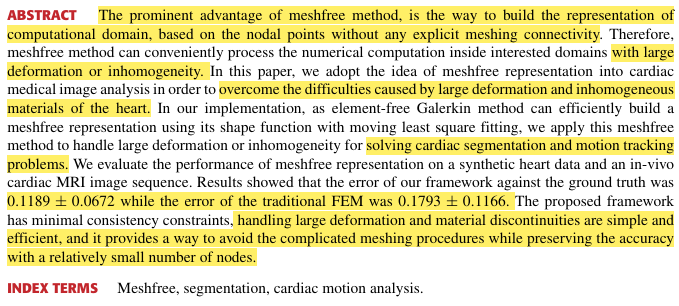 ABSTRACT The prominent advantage of meshfree method, is the way to build the representation of
computational domain, based on the nodal points without any explicit meshing connectivity. Therefore,
meshfree method can conveniently process the numerical computation inside interested domains with large
deformation or inhomogeneity. In this paper, we adopt the idea of meshfree representation into cardiac
medical image analysis in order to overcome the difficulties caused by large deformation and inhomogeneous
materials of the heart. In our implementation, as element-free Galerkin method can efficiently build a
meshfree representation using its shape function with moving least square fitting, we apply this meshfree
method to handle large deformation or inhomogeneity for solving cardiac segmentation and motion tracking
problems. We evaluate the performance of meshfree representation on a synthetic heart data and an in-vivo
cardiac MRI image sequence. Results showed that the error of our framework against the ground truth was
0.1189 ± 0.0672 while the error of the traditional FEM was 0.1793 ± 0.1166. The proposed framework
has minimal consistency constraints, handling large deformation and material discontinuities are simple and
efficient, and it provides a way to avoid the complicated meshing procedures while preserving the accuracy
with a relatively small number of nodes.
INDEX TERMS Meshfree, segmentation, cardiac motion analysis.